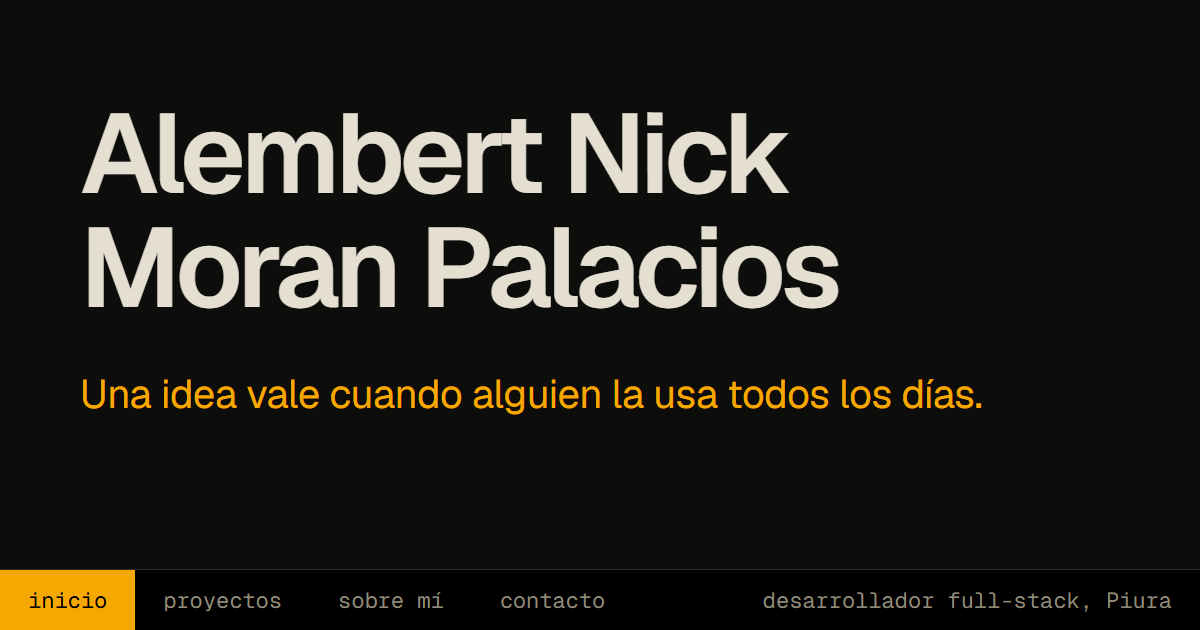 Alembert Nick
Moran Palacios
Una idea vale cuando alguien la usa todos los días.
inicio proyectos sobre mí contacto desarrollador full-stack, Piura